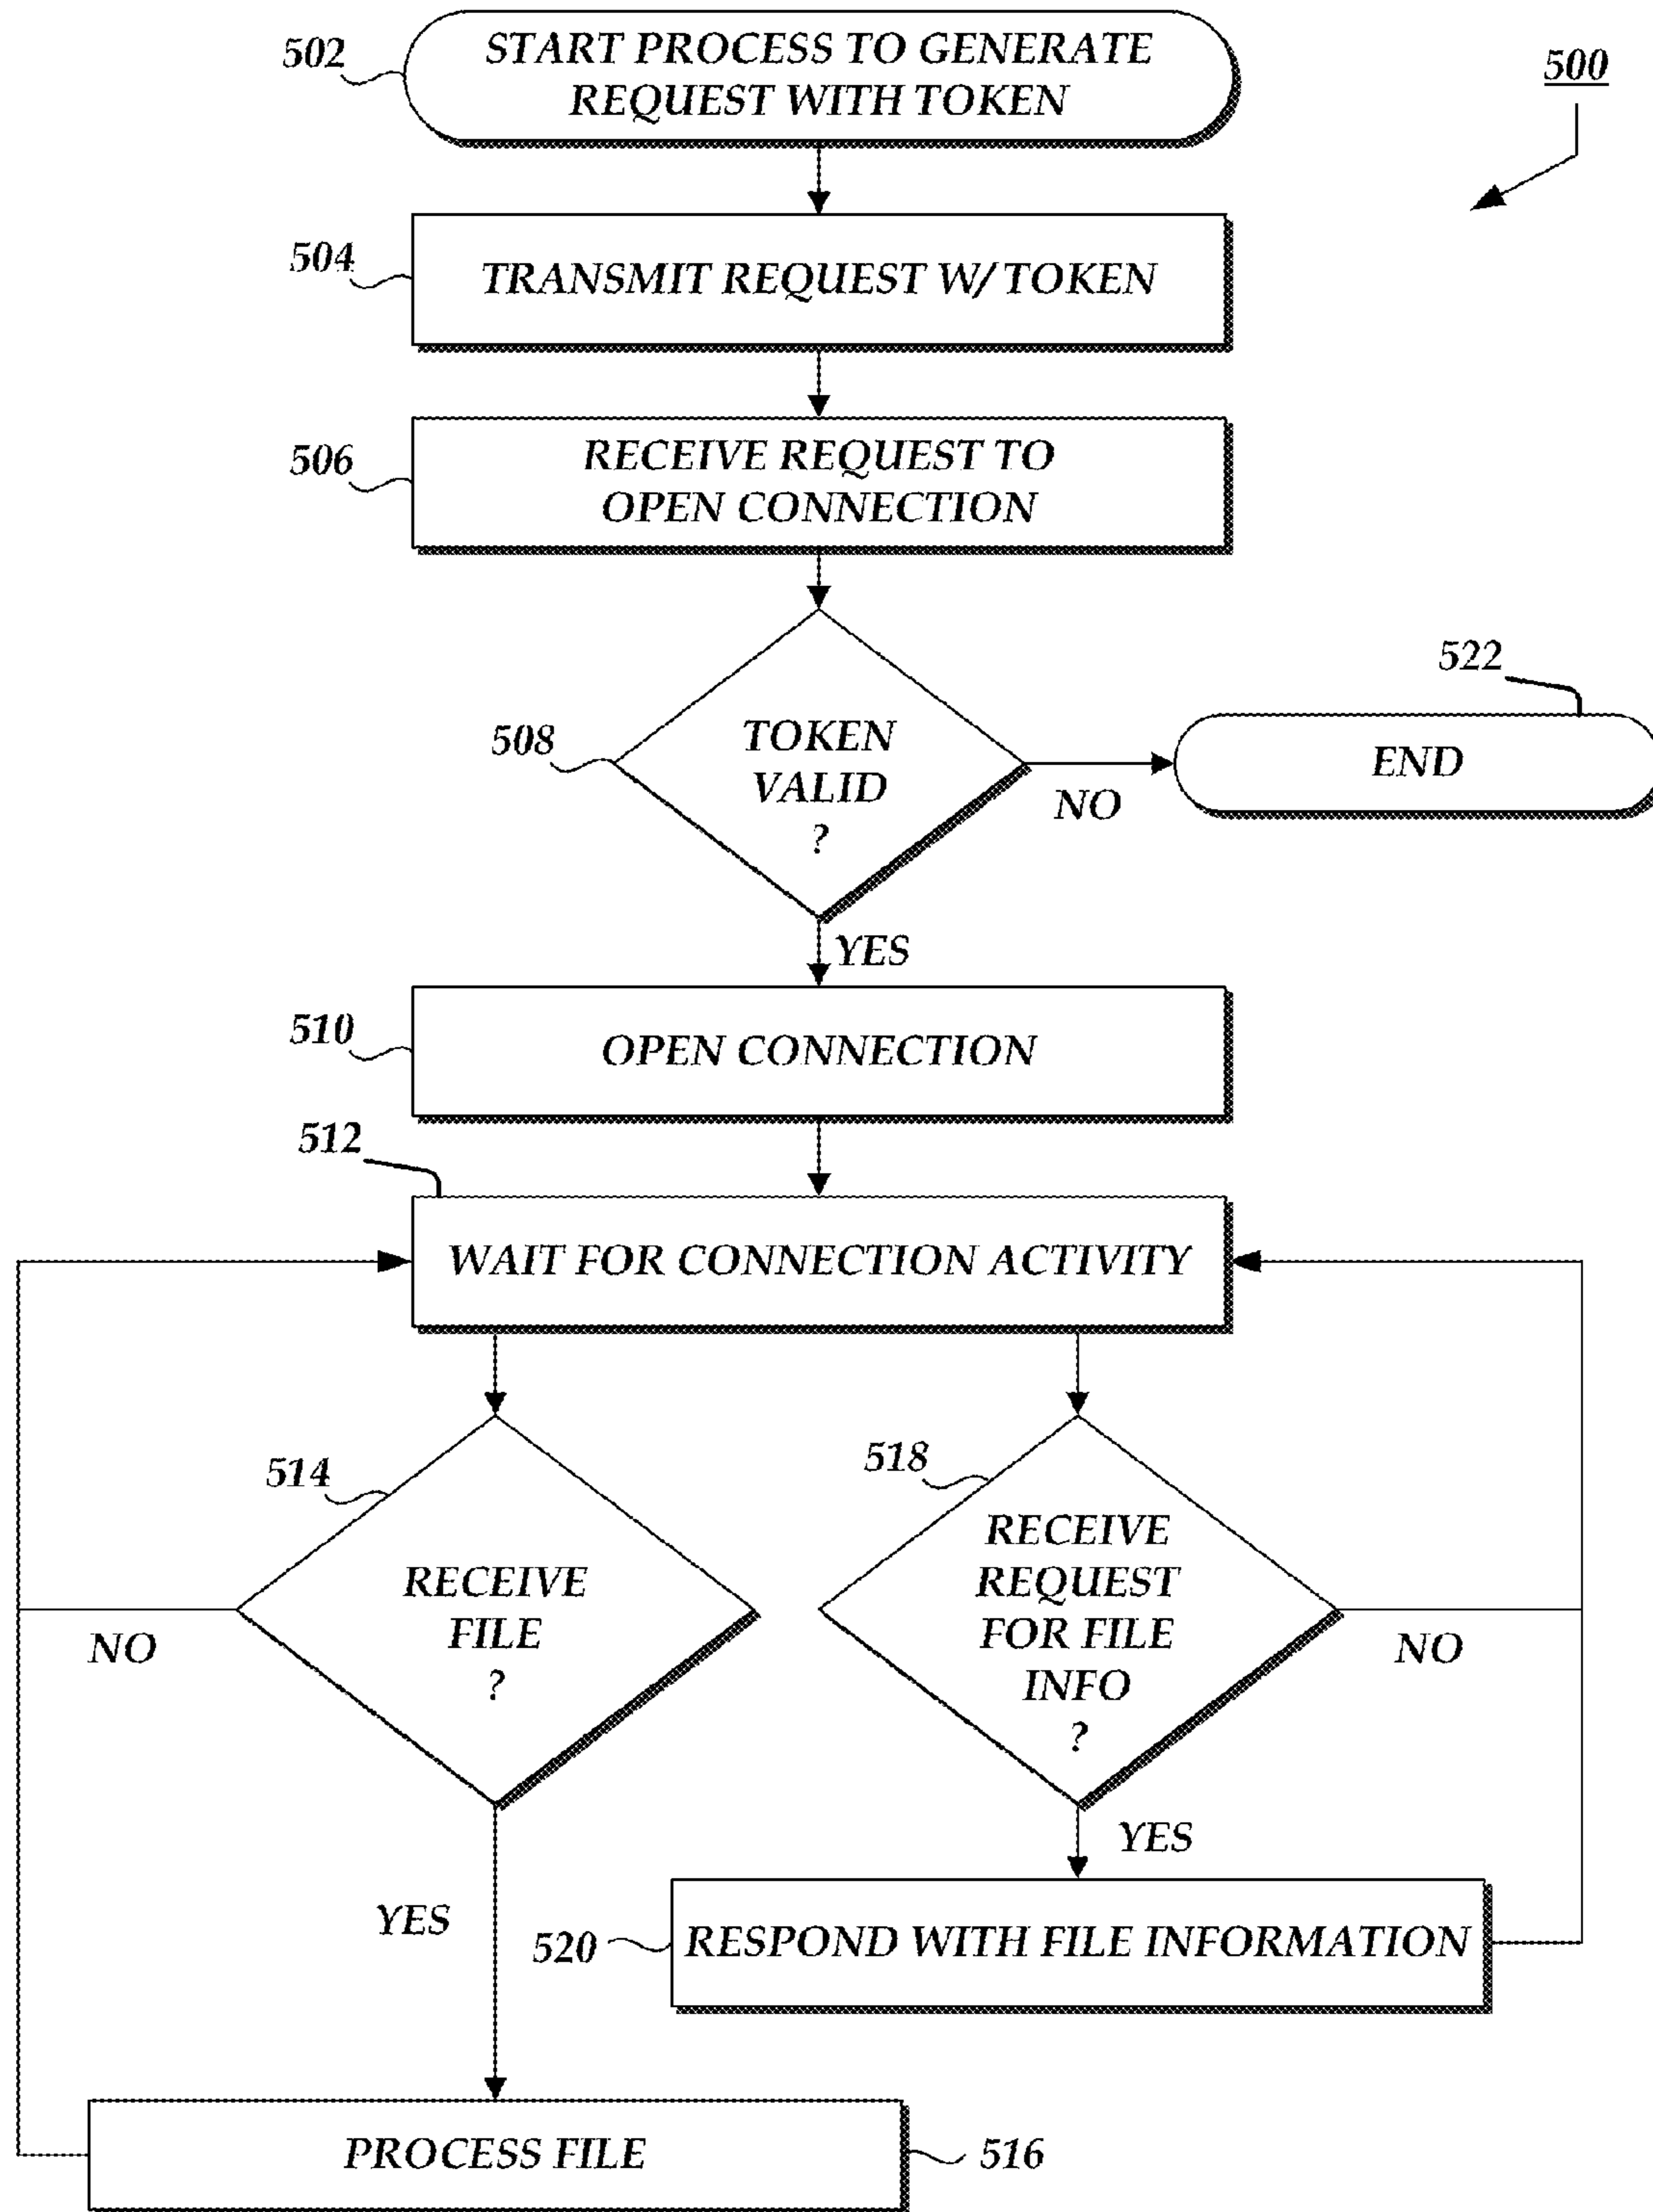 502
START PROCESS TO GENERATE
REQUEST WITH TOKEN
500
504
TRANSMIT REQUEST W/ TOKEN
506
RECEIVE REQUEST TO
OPEN CONNECTION
508
TOKEN
VALID
?
NO
522
END
YES
510
OPEN CONNECTION
512
WAIT FOR CONNECTION ACTIVITY
514
RECEIVE
FILE
?
NO
518
RECEIVE
REQUEST
FOR FILE
INFO
?
NO
YES
YES
520
RESPOND WITH FILE INFORMATION
PROCESS FILE
516